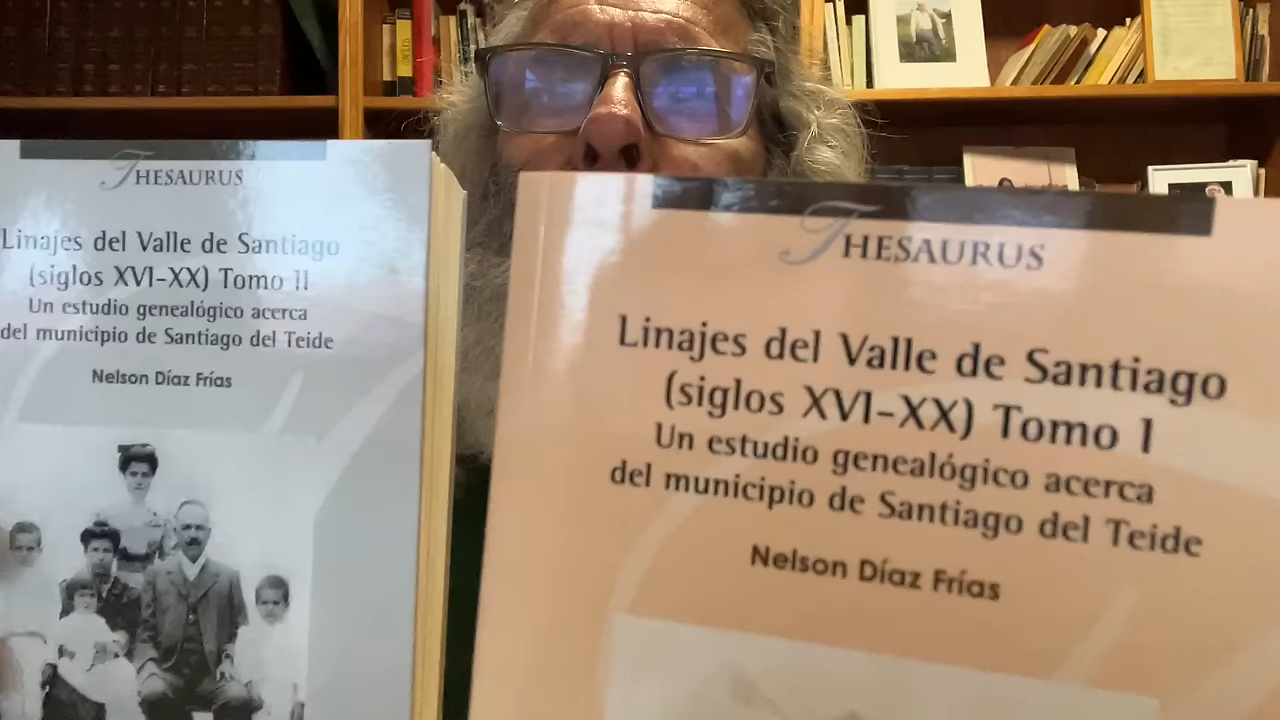 THESAURUS
Linajes del Valle de Santiago
(siglos XVI-XX) Tomo II
Un estudio genealógico acerca
del municipio de Santiago del Teide
Nelson Díaz Frías
THESAURUS
Linajes del Valle de Santiago
(siglos XVI-XX) Tomo I
Un estudio genealógico acerca
del municipio de Santiago del Teide
Nelson Díaz Frías